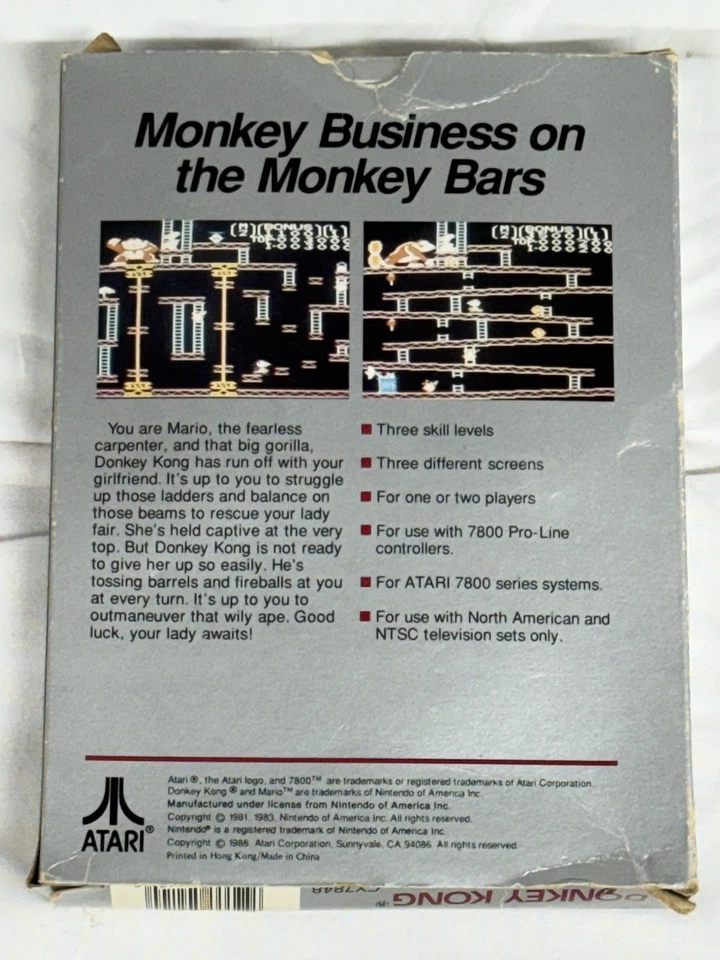 Monkey Business on
the Monkey Bars
You are Mario, the fearless
carpenter, and that big gorilla,
Donkey Kong has run off with your
girlfriend. It's up to you to struggle
up those ladders and balance on
those beams to rescue your lady
fair. She's held captive at the very
top. But Donkey Kong is not ready
to give her up so easily. He's
tossing barrels and fireballs at you
at every turn. It's up to you to
outmaneuver that wily ape. Good
luck, your lady awaits!
■ Three skill levels
■ Three different screens
■ For one or two players
■ For use with 7800 Pro-Line
controllers.
■ For ATARI 7800 series systems.
■ For use with North American and
NTSC television sets only.
ATARI®
Atari ®, the Atari logo, and 7800™ are trademarks or registered trademarks of Atari Corporation.
Donkey Kong ® and Mario™ are trademarks of Nintendo of America Inc.
Manufactured under license from Nintendo of America Inc.
Copyright © 1981, 1983, Nintendo of America Inc. All rights reserved.
Nintendo® is a registered trademark of Nintendo of America Inc.
Copyright © 1988, Atari Corporation, Sunnyvale, CA 94086. All rights reserved.
Printed in Hong Kong/Made in China
DONKEY KONG®
CX7848